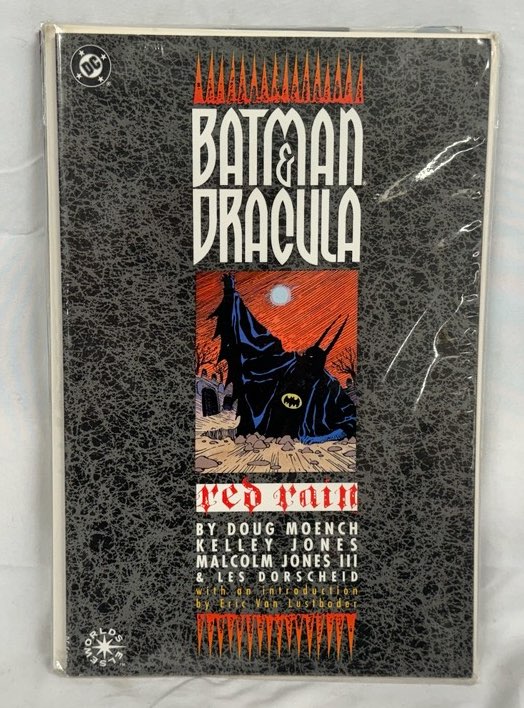 DC
BATMAN
&
DRACULA
red rain
BY DOUG MOENCH
KELLEY JONES
MALCOLM JONES III
& LES DORSCHEID
with an introduction
by Eric Van Lustbader
ELSEWORLDS